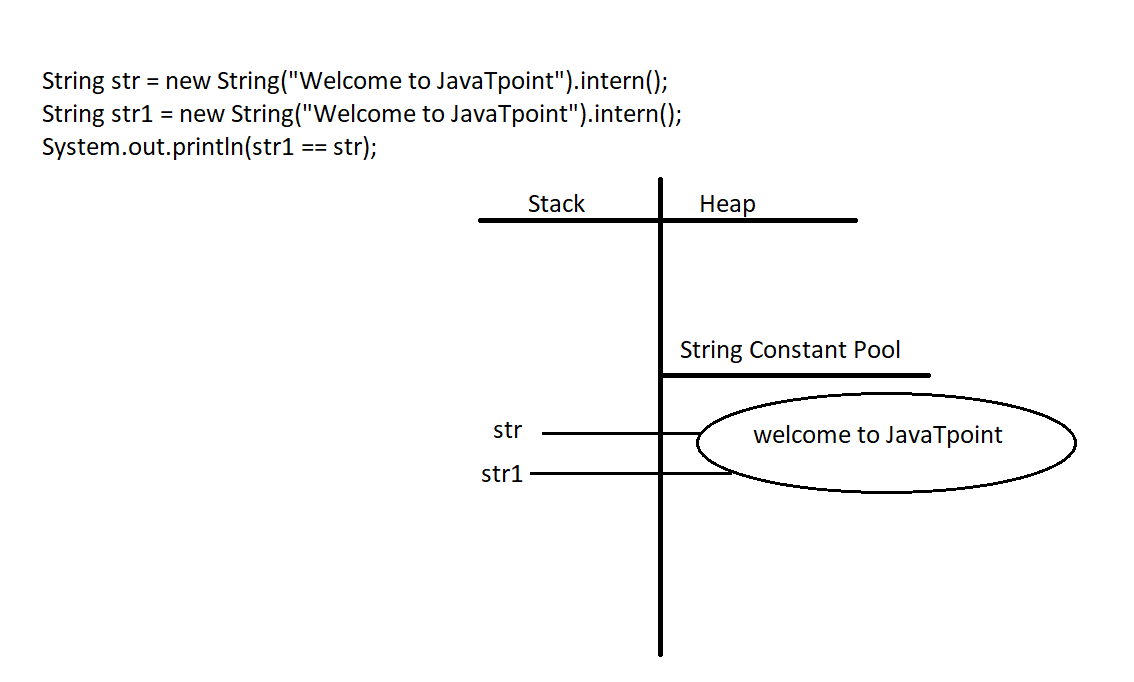 String str = new String("Welcome to JavaTpoint").intern();
String str1 = new String("Welcome to JavaTpoint").intern();
System.out.println(str1 == str);
Stack
Heap
String Constant Pool
str
welcome to JavaTpoint
str1